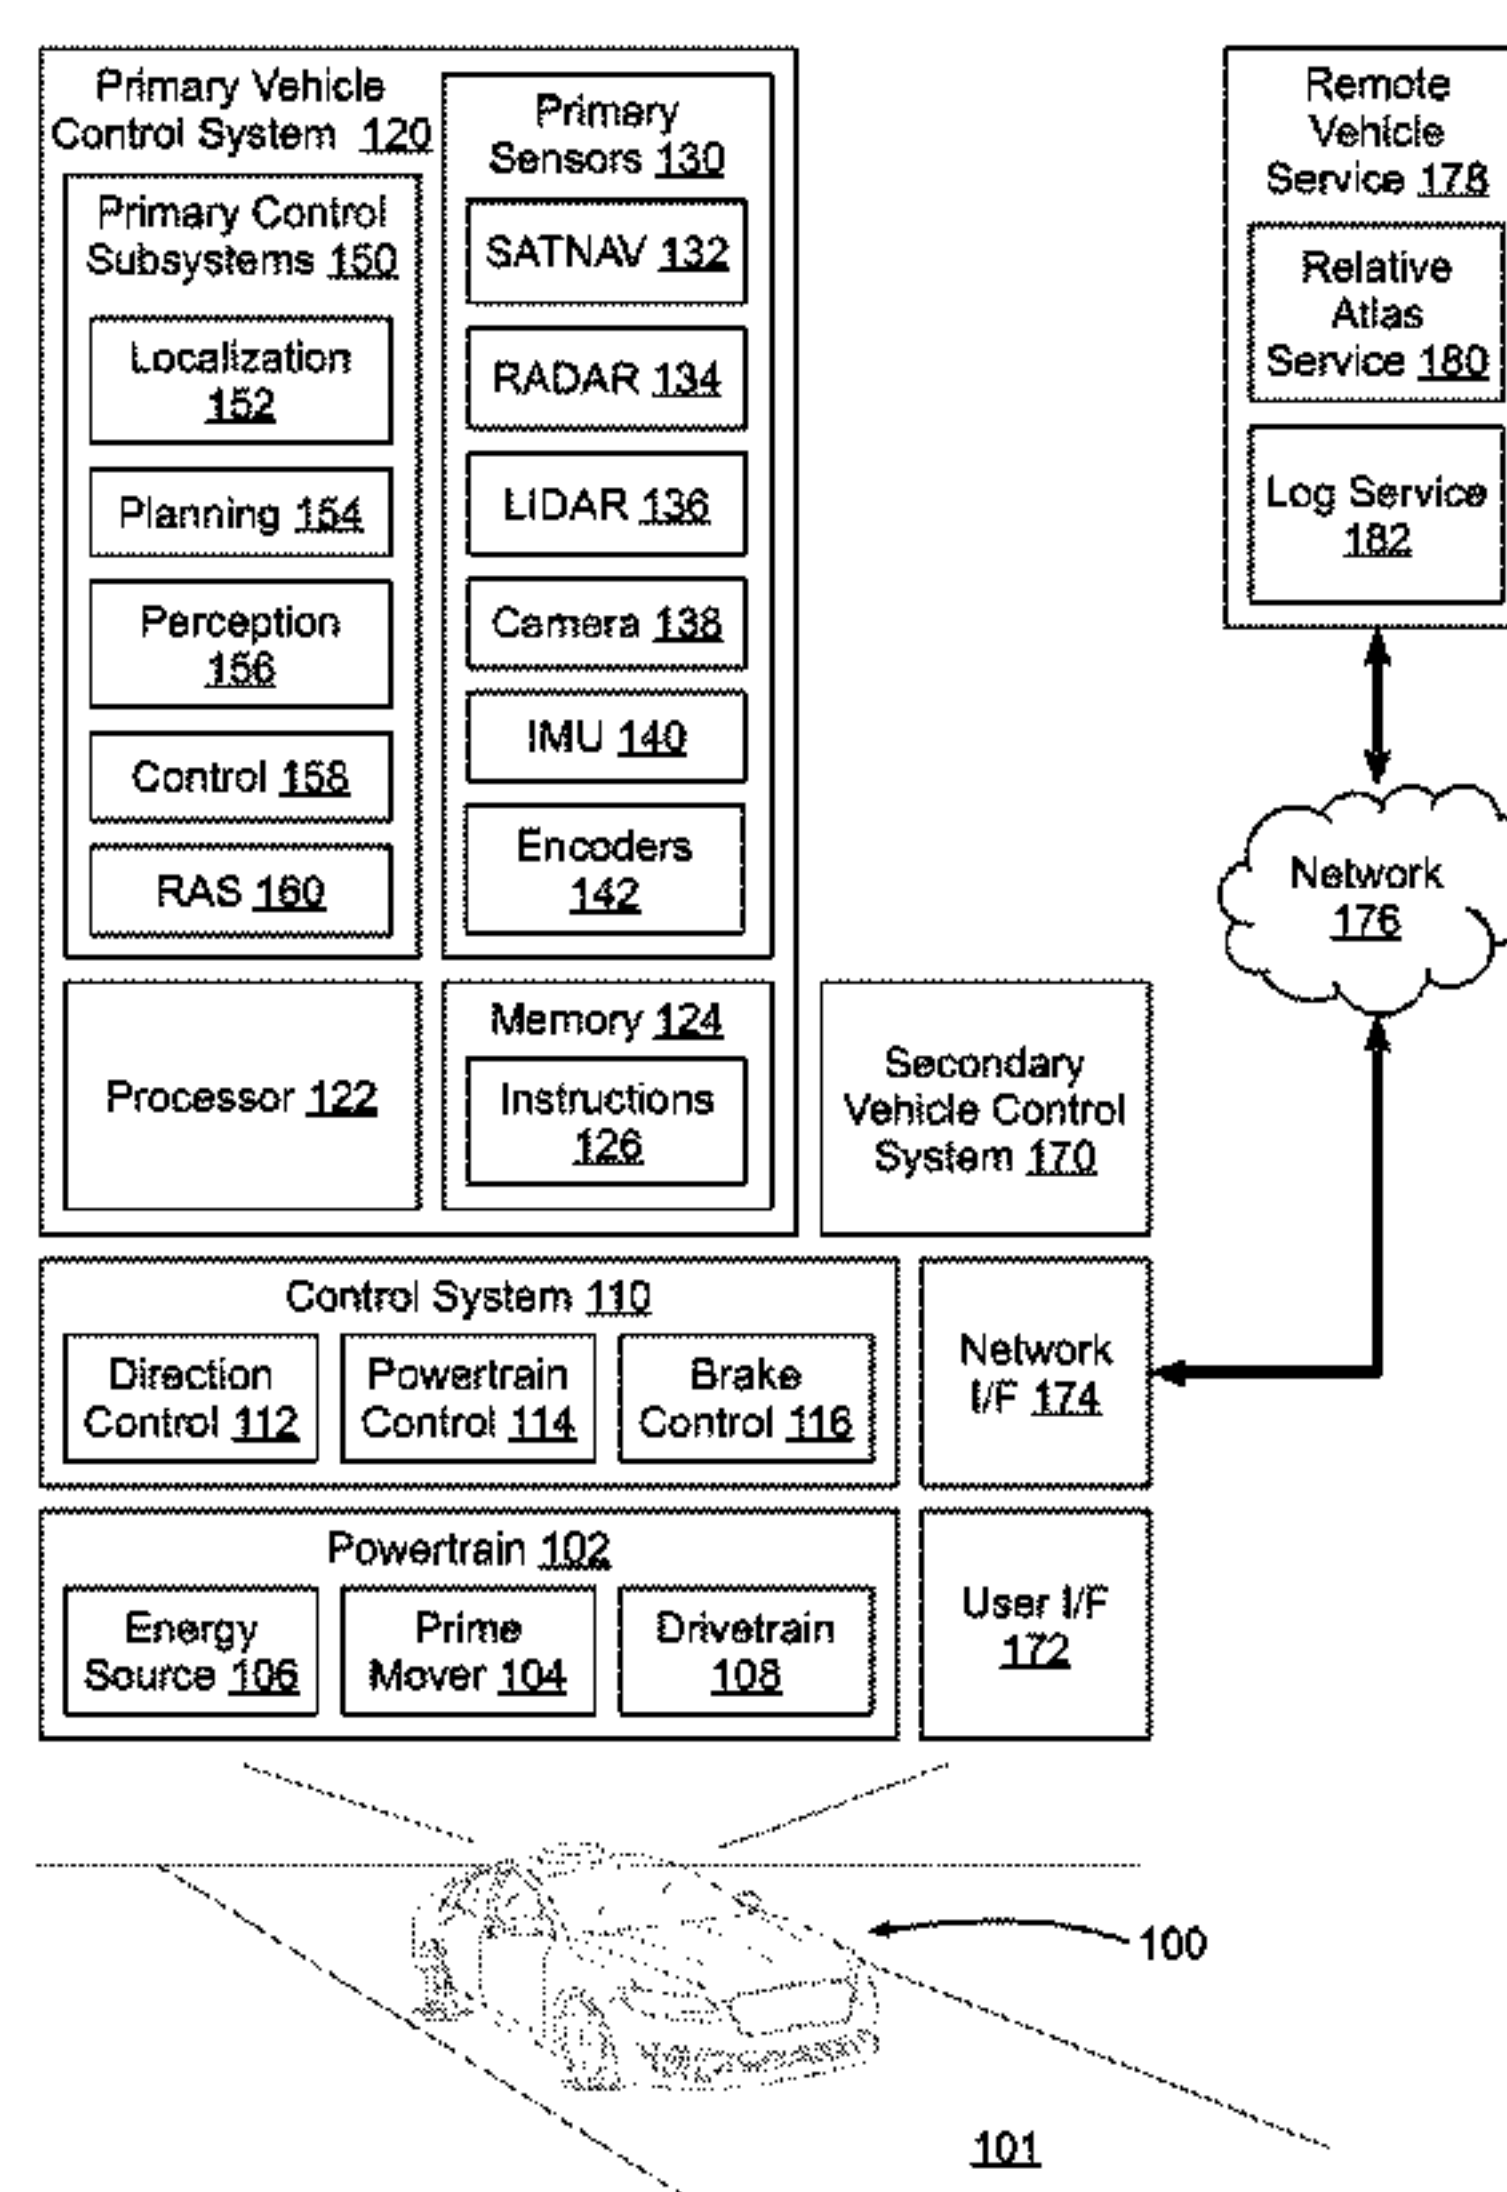 Primary Vehicle
Control System 120
Primary Control
Subsystems 150
Localization
152
Planning 154
Perception
156
Control 158
RAS 160
Primary
Sensors 130
SATNAV 132
RADAR 134
LIDAR 136
Camera 138
IMU 140
Encoders
142
Processor 122
Memory 124
Instructions
126
Secondary
Vehicle Control
System 170
Remote
Vehicle
Service 178
Relative
Atlas
Service 180
Log Service
182
Network
176
Control System 110
Direction
Control 112
Powertrain
Control 114
Brake
Control 116
Network
I/F 174
Powertrain 102
Energy
Source 106
Prime
Mover 104
Drivetrain
108
User I/F
172
100
101